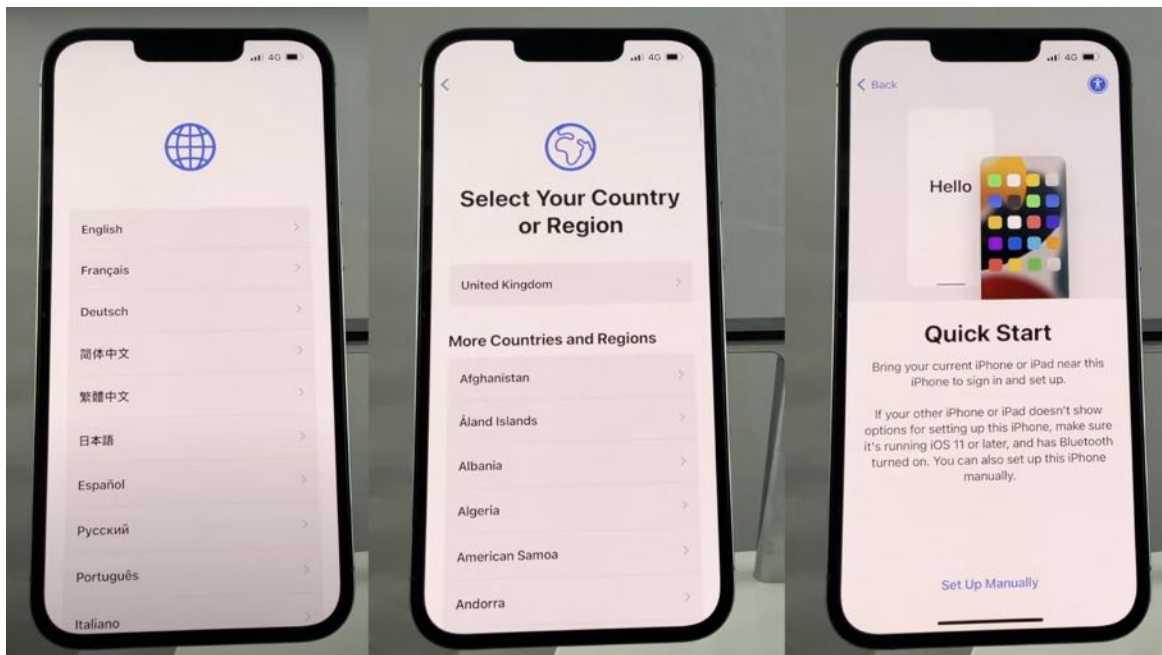 4G
English
Français
Deutsch
简体中文
繁體中文
日本語
Español
Русский
Português
Italiano
4G
Select Your Country
or Region
United Kingdom
More Countries and Regions
Afghanistan
Åland Islands
Albania
Algeria
American Samoa
Andorra
4G
Back
Hello
Quick Start
Bring your current iPhone or iPad near this
iPhone to sign in and set up.
If your other iPhone or iPad doesn't show
options for setting up this iPhone, make sure
it's running iOS 11 or later, and has Bluetooth
turned on. You can also set up this iPhone
manually.
Set Up Manually